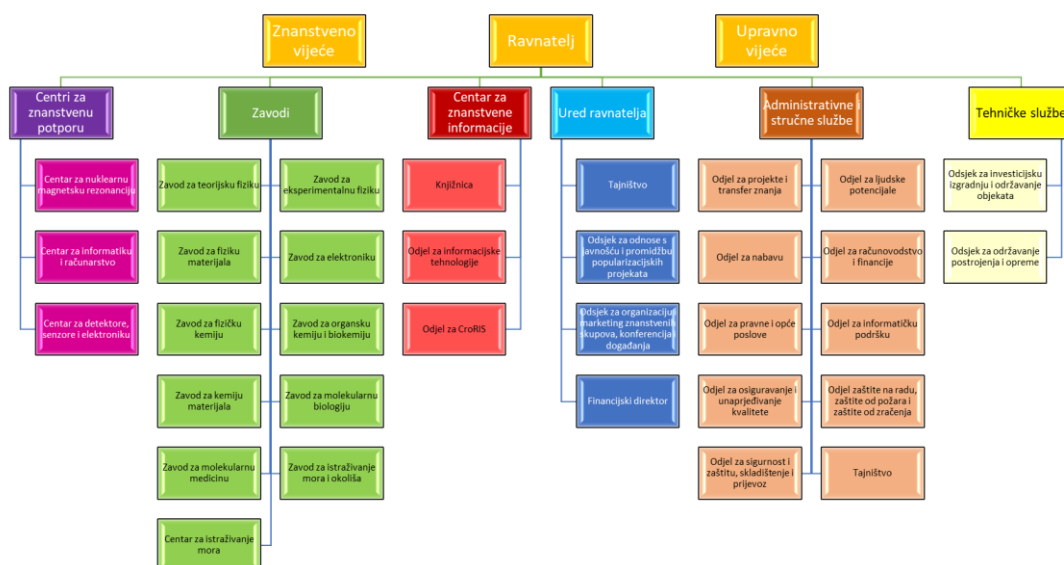 Znanstveno
vijeće
Ravnatelj
Upravno
vijeće
Centri za
znanstvenu
potporu
Zavodi
Centar za
znanstvene
informacije
Ured ravnatelja
Administrativne i
stručne službe
Tehničke službe
Centar za nuklearnu
magnetsku rezonanciju
Centar za informatiku
i računarstvo
Centar za detektore,
senzore i elektroniku
Zavod za teorijsku fiziku
Zavod za
eksperimentalnu fiziku
Zavod za fiziku
materijala
Zavod za elektroniku
Zavod za fizičku
kemiju
Zavod za organsku
kemiju i biokemiju
Zavod za kemiju
materijala
Zavod za molekularnu
biologiju
Zavod za molekularnu
medicinu
Zavod za istraživanje
mora i okoliša
Centar za istraživanje
mora
Knjižnica
Odjel za informacijske
tehnologije
Odjel za CroRIS
Tajništvo
Odsjek za odnose s
javnošću i promidžbu
popularizacijskih
projekata
Odsjek za organizaciju i
marketing znanstvenih
skupova, konferencija i
događanja
Financijski direktor
Odjel za projekte i
transfer znanja
Odjel za ljudske
potencijale
Odjel za nabavu
Odjel za računovodstvo
i financije
Odjel za pravne i opće
poslove
Odjel za informatičku
podršku
Odjel za osiguravanje i
unaprjeđivanje
kvalitete
Odjel zaštite na radu,
zaštite od požara i
zaštite od zračenja
Odjel za sigurnost i
zaštitu, skladištenje i
prijevoz
Tajništvo
Odsjek za investicijsku
izgradnju i održavanje
objekata
Odsjek za održavanje
postrojenja i opreme